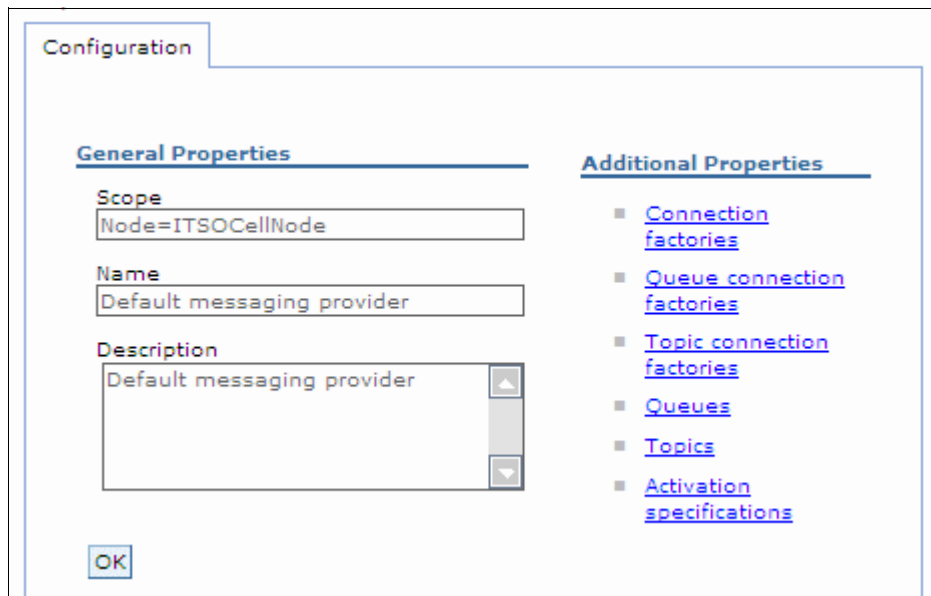 Configuration
General Properties
Scope
Node=ITSOCellNode
Name
Default messaging provider
Description
Default messaging provider
OK
Additional Properties
Connection
factories
Queue connection
factories
Topic connection
factories
Queues
Topics
Activation
specifications